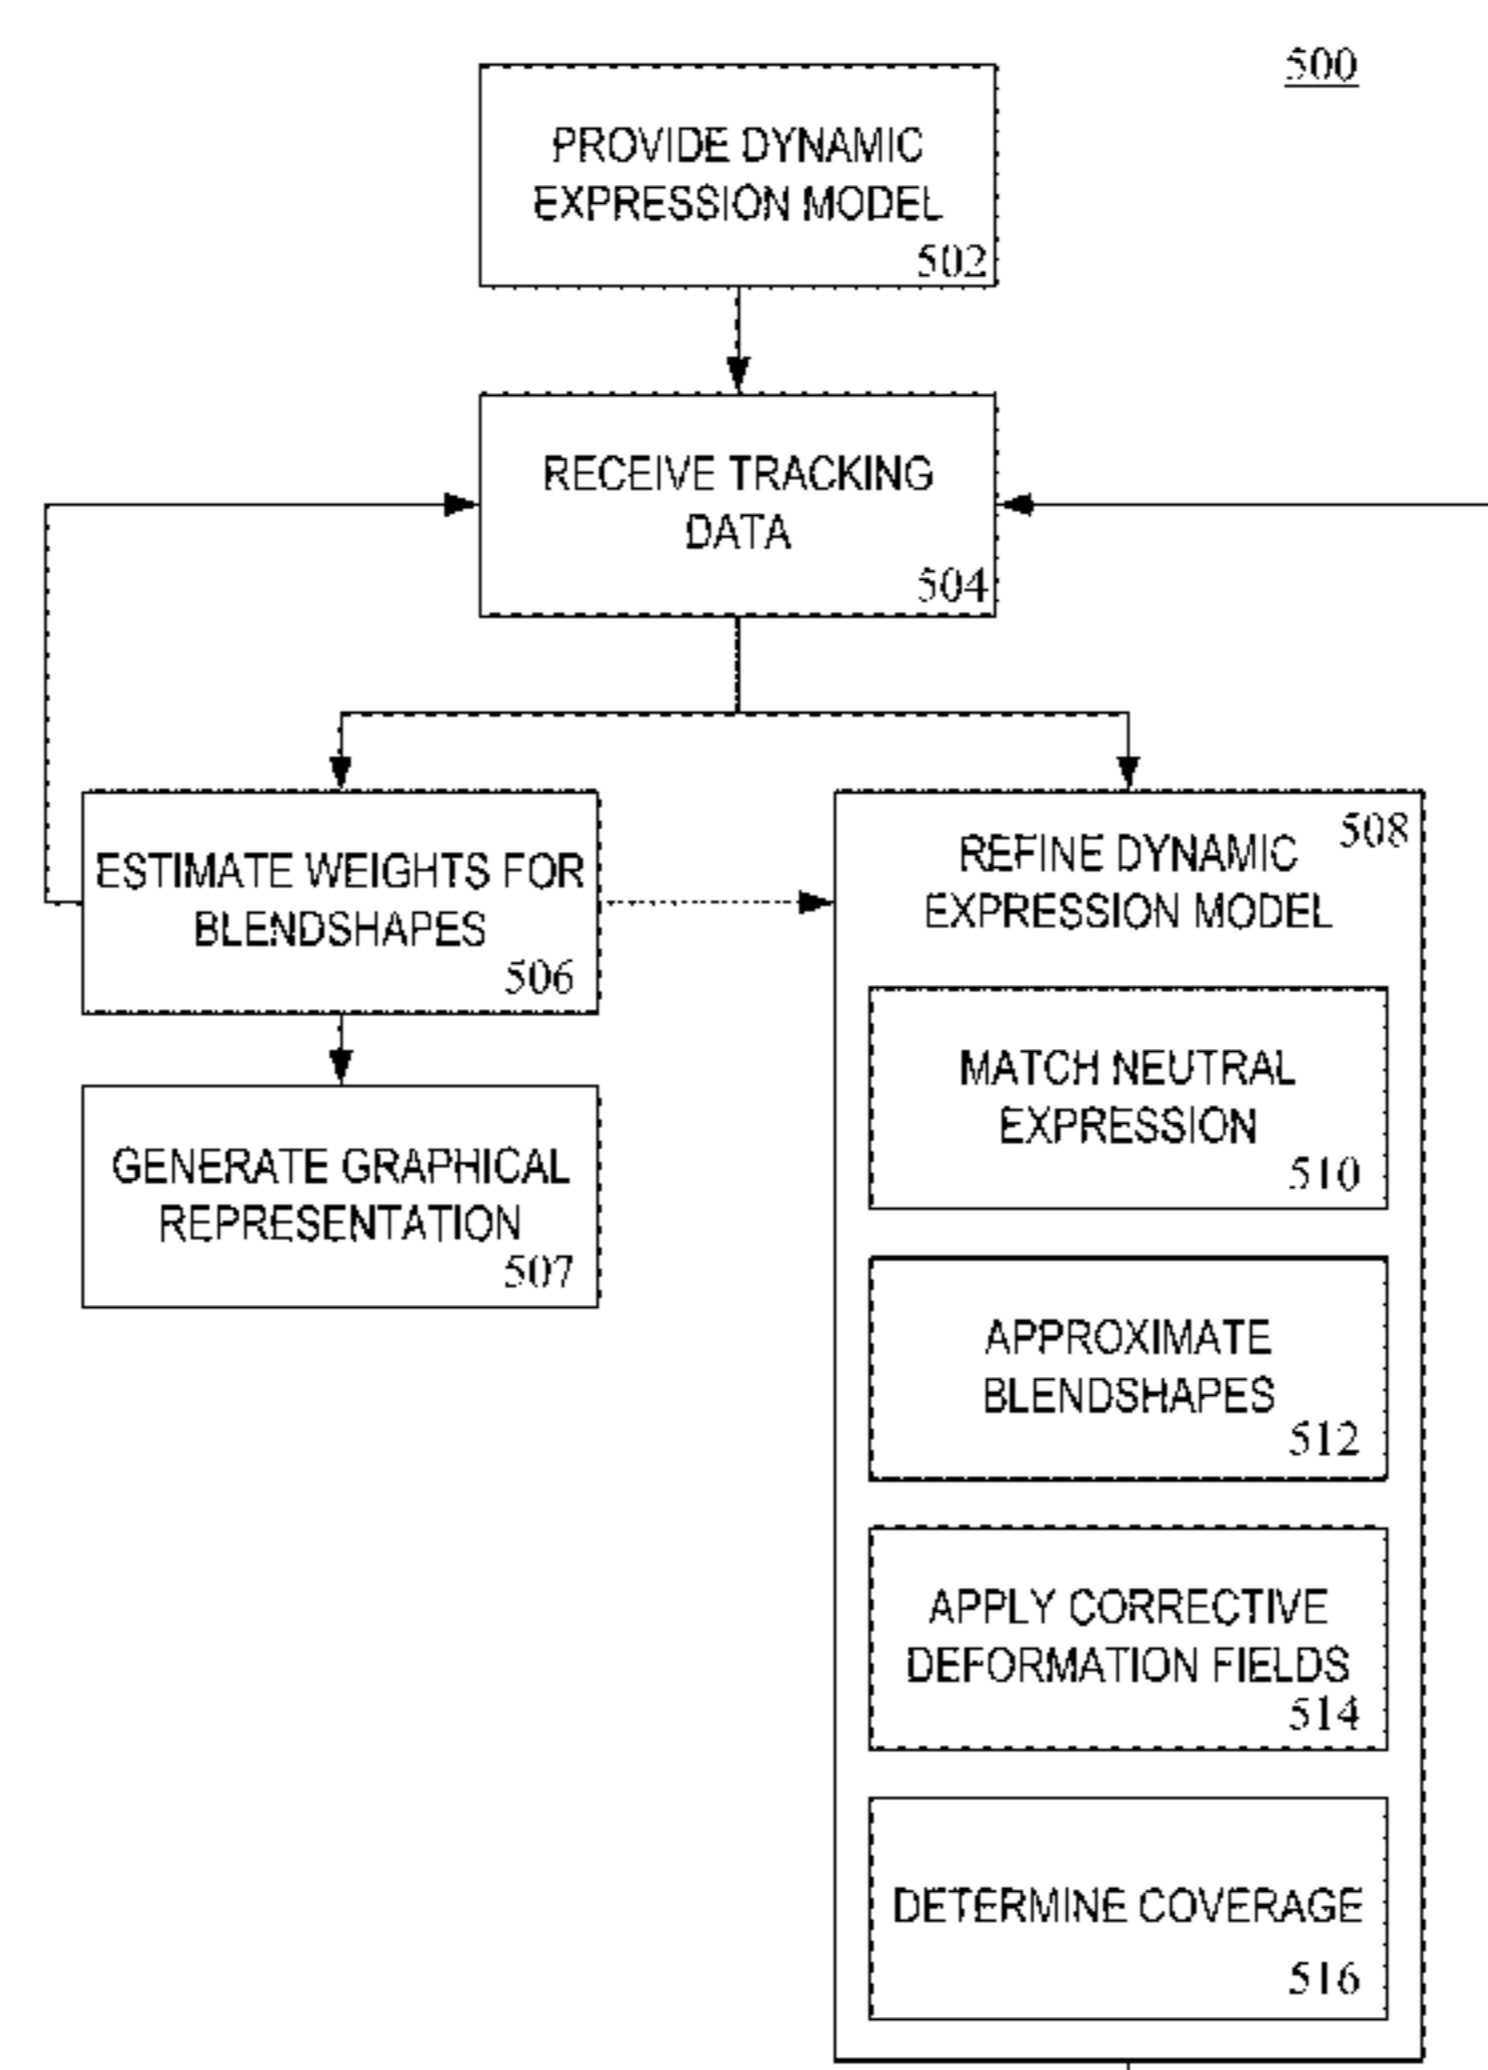 500
PROVIDE DYNAMIC
EXPRESSION MODEL
502
RECEIVE TRACKING
DATA
504
ESTIMATE WEIGHTS FOR
BLENDSHAPES
506
GENERATE GRAPHICAL
REPRESENTATION
507
508
REFINE DYNAMIC
EXPRESSION MODEL
MATCH NEUTRAL
EXPRESSION
510
APPROXIMATE
BLENDSHAPES
512
APPLY CORRECTIVE
DEFORMATION FIELDS
514
DETERMINE COVERAGE
516